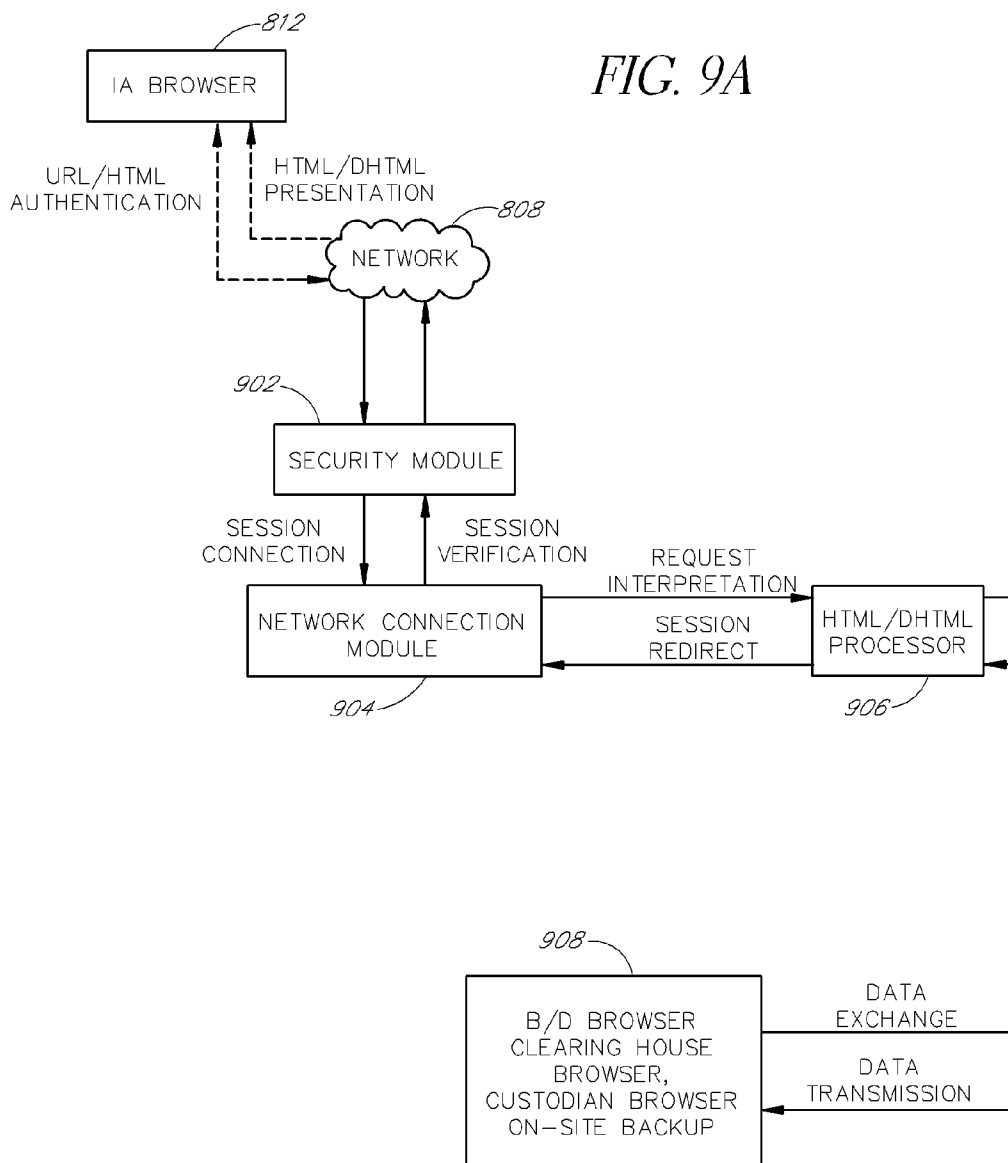 812
IA BROWSER
FIG. 9A
URL/HTML
AUTHENTICATION
HTML/DHTML
PRESENTATION
808
NETWORK
902
SECURITY MODULE
SESSION
CONNECTION
SESSION
VERIFICATION
NETWORK CONNECTION
MODULE
904
REQUEST
INTERPRETATION
SESSION
REDIRECT
HTML/DHTML
PROCESSOR
906
908
B/D BROWSER
CLEARING HOUSE
BROWSER,
CUSTODIAN BROWSER
ON-SITE BACKUP
DATA
EXCHANGE
DATA
TRANSMISSION